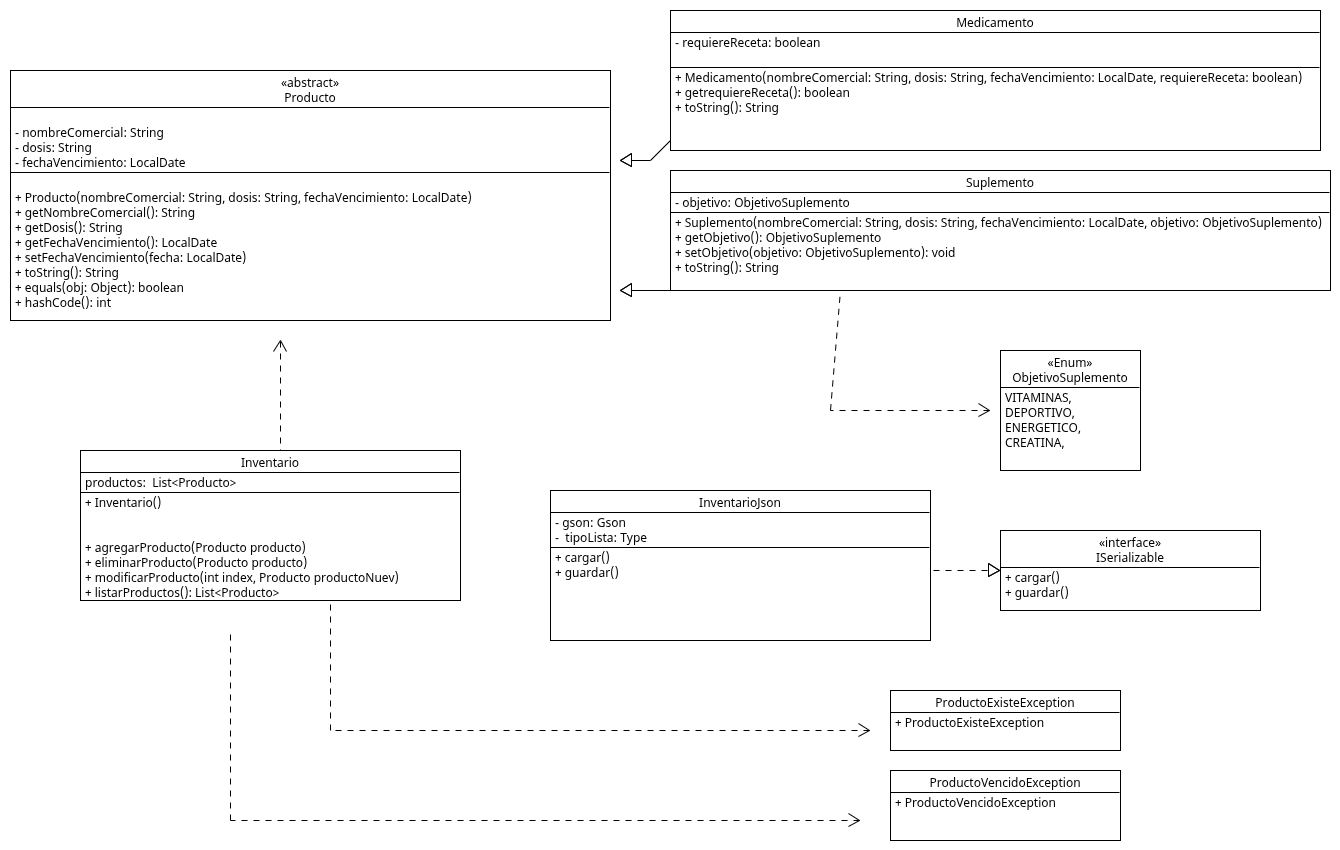 Medicamento
- requiereReceta: boolean
+ Medicamento(nombreComercial: String, dosis: String, fechaVencimiento: LocalDate, requiereReceta: boolean)
+ getrequiereReceta(): boolean
+ toString(): String
«abstract»
Producto
- nombreComercial: String
- dosis: String
- fechaVencimiento: LocalDate
+ Producto(nombreComercial: String, dosis: String, fechaVencimiento: LocalDate)
+ getNombreComercial(): String
+ getDosis(): String
+ getFechaVencimiento(): LocalDate
+ setFechaVencimiento(fecha: LocalDate)
+ toString(): String
+ equals(obj: Object): boolean
+ hashCode(): int
Suplemento
- objetivo: ObjetivoSuplemento
+ Suplemento(nombreComercial: String, dosis: String, fechaVencimiento: LocalDate, objetivo: ObjetivoSuplemento)
+ getObjetivo(): ObjetivoSuplemento
+ setObjetivo(objetivo: ObjetivoSuplemento): void
+ toString(): String
«Enum»
ObjetivoSuplemento
VITAMINAS,
DEPORTIVO,
ENERGETICO,
CREATINA,
Inventario
productos:  List<Producto>
+ Inventario()
+ agregarProducto(Producto producto)
+ eliminarProducto(Producto producto)
+ modificarProducto(int index, Producto productoNuev)
+ listarProductos(): List<Producto>
InventarioJson
- gson: Gson
-  tipoLista: Type
+ cargar()
+ guardar()
«interface»
ISerializable
+ cargar()
+ guardar()
ProductoExisteException
+ ProductoExisteException
ProductoVencidoException
+ ProductoVencidoException